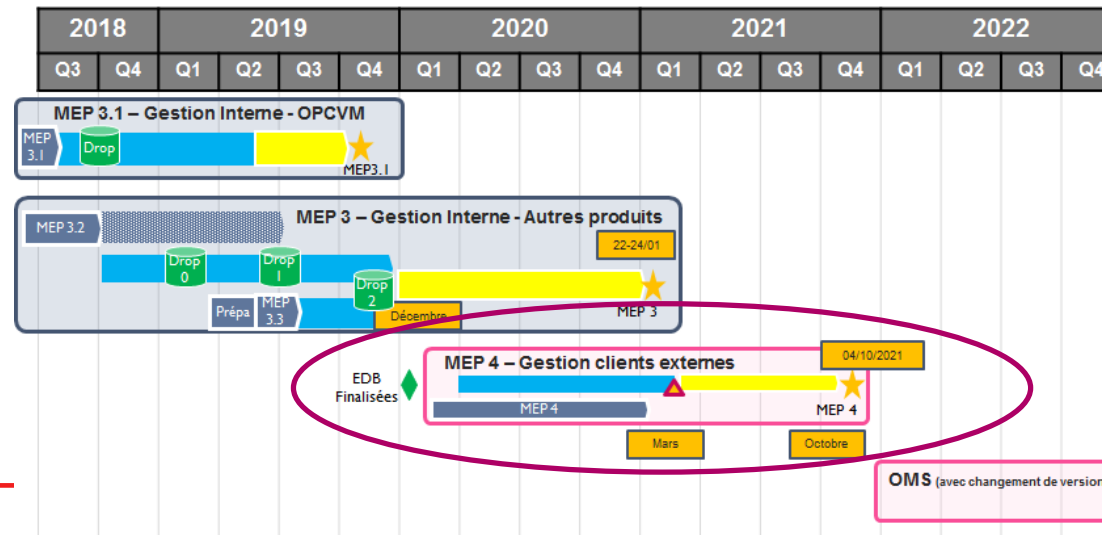 2018 2019 2020 2021 2022
Q3 Q4 Q1 Q2 Q3 Q4 Q1 Q2 Q3 Q4 Q1 Q2 Q3 Q4 Q1 Q2 Q3 Q4
MEP 3.1 – Gestion Interne - OPCVM
MEP
3.1
Drop
MEP3.1
MEP 3 – Gestion Interne - Autres produits
MEP 3.2
22-24/01
Drop
0
Drop
1
Drop
2
Prépa
MEP
3.3
Décembre
MEP 3
04/10/2021
MEP 4 – Gestion clients externes
EDB
Finalisées
MEP 4
MEP 4
Mars
Octobre
OMS (avec changement de version